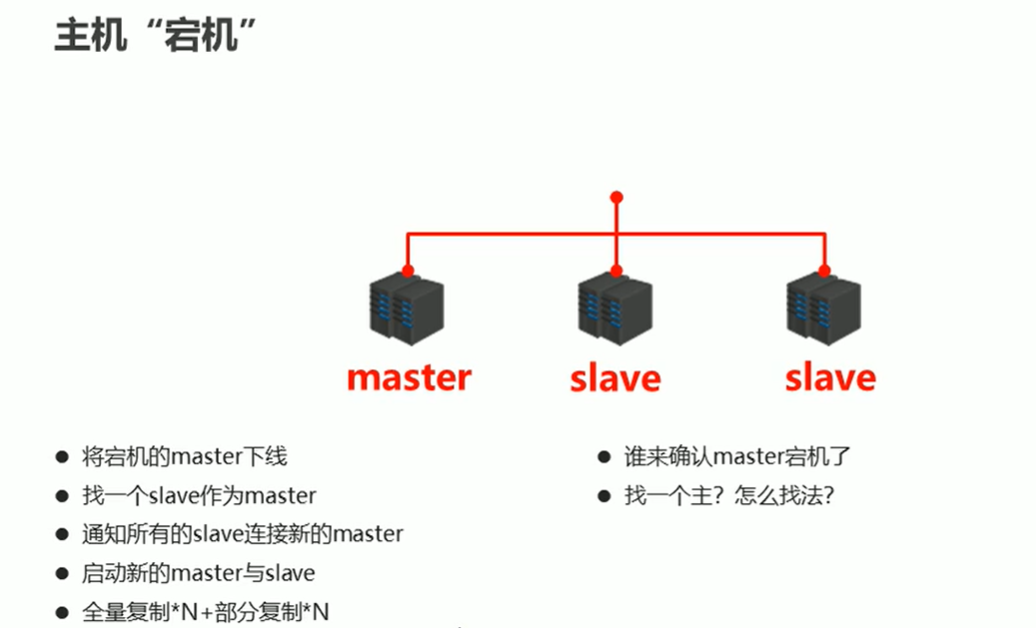 主机“宕机”
master
slave
slave
● 将宕机的master下线
● 找一个slave作为master
● 通知所有的slave连接新的master
● 启动新的master与slave
● 全量复制*N+部分复制*N
● 谁来确认master宕机了
● 找一个主？怎么找法？